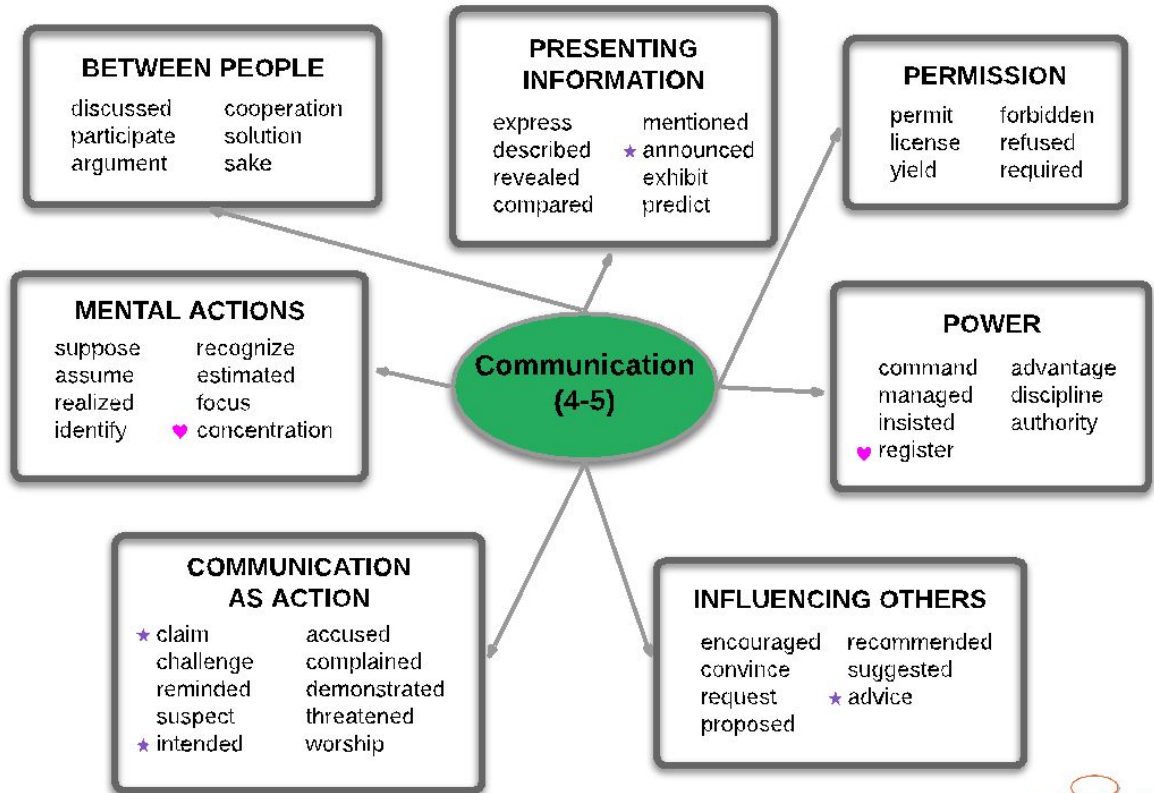 BETWEEN PEOPLE
discussed cooperation
participate solution
argument sake
PRESENTING
INFORMATION
express mentioned
described ★ announced
revealed exhibit
compared predict
PERMISSION
permit forbidden
license refused
yield required
MENTAL ACTIONS
suppose recognize
assume estimated
realized focus
identify ♥ concentration
Communication
(4-5)
POWER
command advantage
managed discipline
insisted authority
♥ register
COMMUNICATION
AS ACTION
★ claim accused
challenge complained
reminded demonstrated
suspect threatened
★ intended worship
INFLUENCING OTHERS
encouraged recommended
convince suggested
request ★ advice
proposed